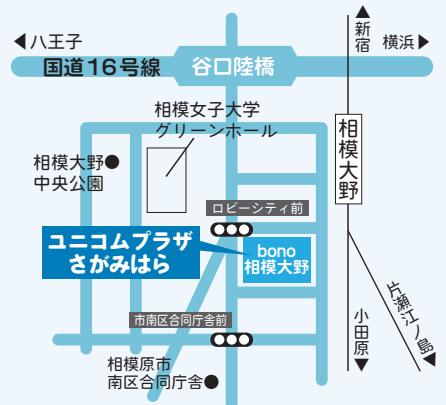 ◀八王子
新宿▲
横浜▶
国道16号線
谷口陸橋
相模女子大学
グリーンホール
相模大野
相模大野●
中央公園
ロビーシティ前
ユニコムプラザ
さがみはら
bono
相模大野
市南区合同庁舎前
小田原▼
片瀬江ノ島▼
相模原市
南区合同庁舎●